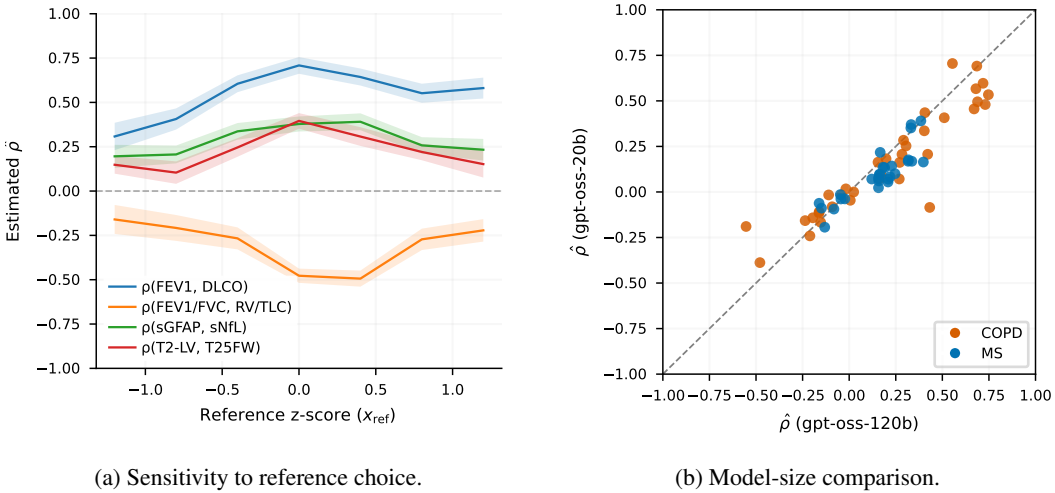 1.00
0.75
0.50
0.25
0.00
−0.25
−0.50
−0.75
−1.00
Estimated ρ̈
ρ(FEV1, DLCO)
ρ(FEV1/FVC, RV/TLC)
ρ(sGFAP, sNfL)
ρ(T2-LV, T25FW)
−1.0 −0.5 0.0 0.5 1.0
Reference z-score (x_ref)
(a) Sensitivity to reference choice.
1.00
0.75
0.50
0.25
0.00
−0.25
−0.50
−0.75
−1.00
ρ̂ (gpt-oss-20b)
COPD
MS
−1.00 −0.75 −0.50 −0.25 0.00 0.25 0.50 0.75 1.00
ρ̂ (gpt-oss-120b)
(b) Model-size comparison.